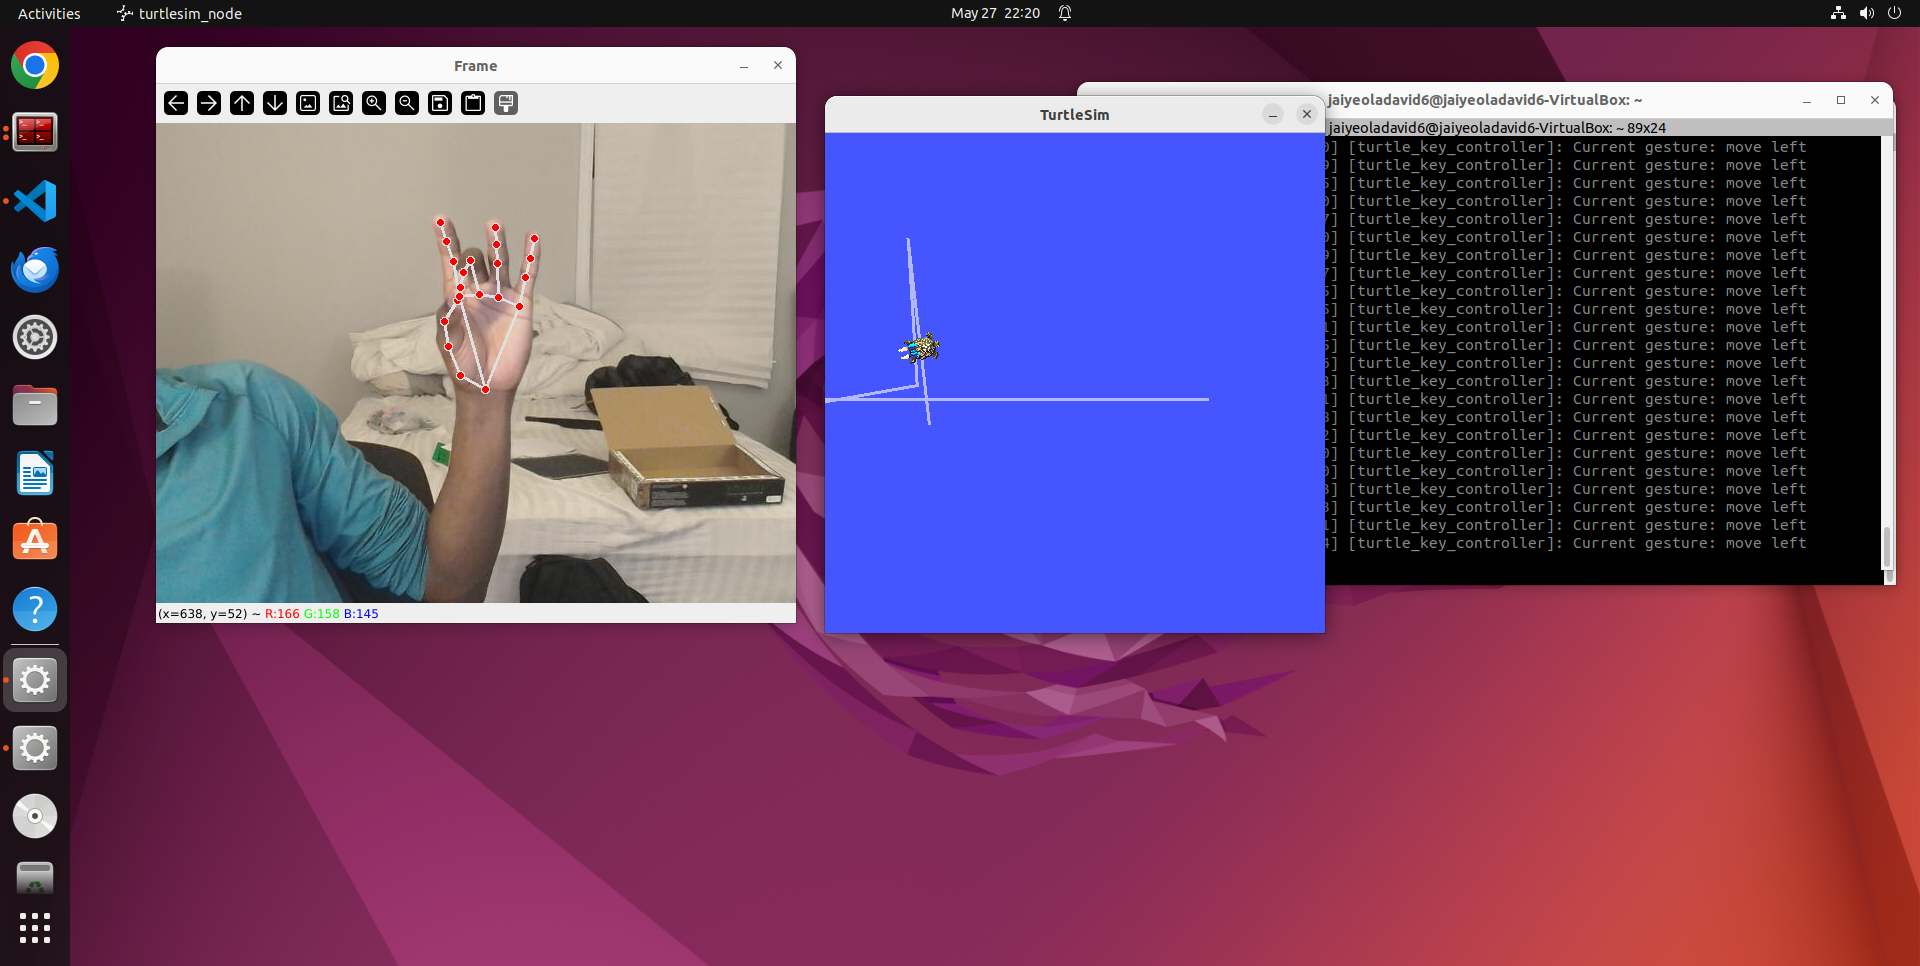 Activities
turtlesim_node
May 27 22:20
Frame
(x=638, y=52) ~ R:166 G:158 B:145
TurtleSim
jaiyeoladavid6@jaiyeoladavid6-VirtualBox: ~
jaiyeoladavid6@jaiyeoladavid6-VirtualBox: ~ 89x24
0] [turtle_key_controller]: Current gesture: move left
9] [turtle_key_controller]: Current gesture: move left
5] [turtle_key_controller]: Current gesture: move left
0] [turtle_key_controller]: Current gesture: move left
7] [turtle_key_controller]: Current gesture: move left
] [turtle_key_controller]: Current gesture: move left
9] [turtle_key_controller]: Current gesture: move left
7] [turtle_key_controller]: Current gesture: move left
5] [turtle_key_controller]: Current gesture: move left
] [turtle_key_controller]: Current gesture: move left
1] [turtle_key_controller]: Current gesture: move left
5] [turtle_key_controller]: Current gesture: move left
] [turtle_key_controller]: Current gesture: move left
3] [turtle_key_controller]: Current gesture: move left
1] [turtle_key_controller]: Current gesture: move left
] [turtle_key_controller]: Current gesture: move left
2] [turtle_key_controller]: Current gesture: move left
0] [turtle_key_controller]: Current gesture: move left
0] [turtle_key_controller]: Current gesture: move left
3] [turtle_key_controller]: Current gesture: move left
3] [turtle_key_controller]: Current gesture: move left
1] [turtle_key_controller]: Current gesture: move left
4] [turtle_key_controller]: Current gesture: move left